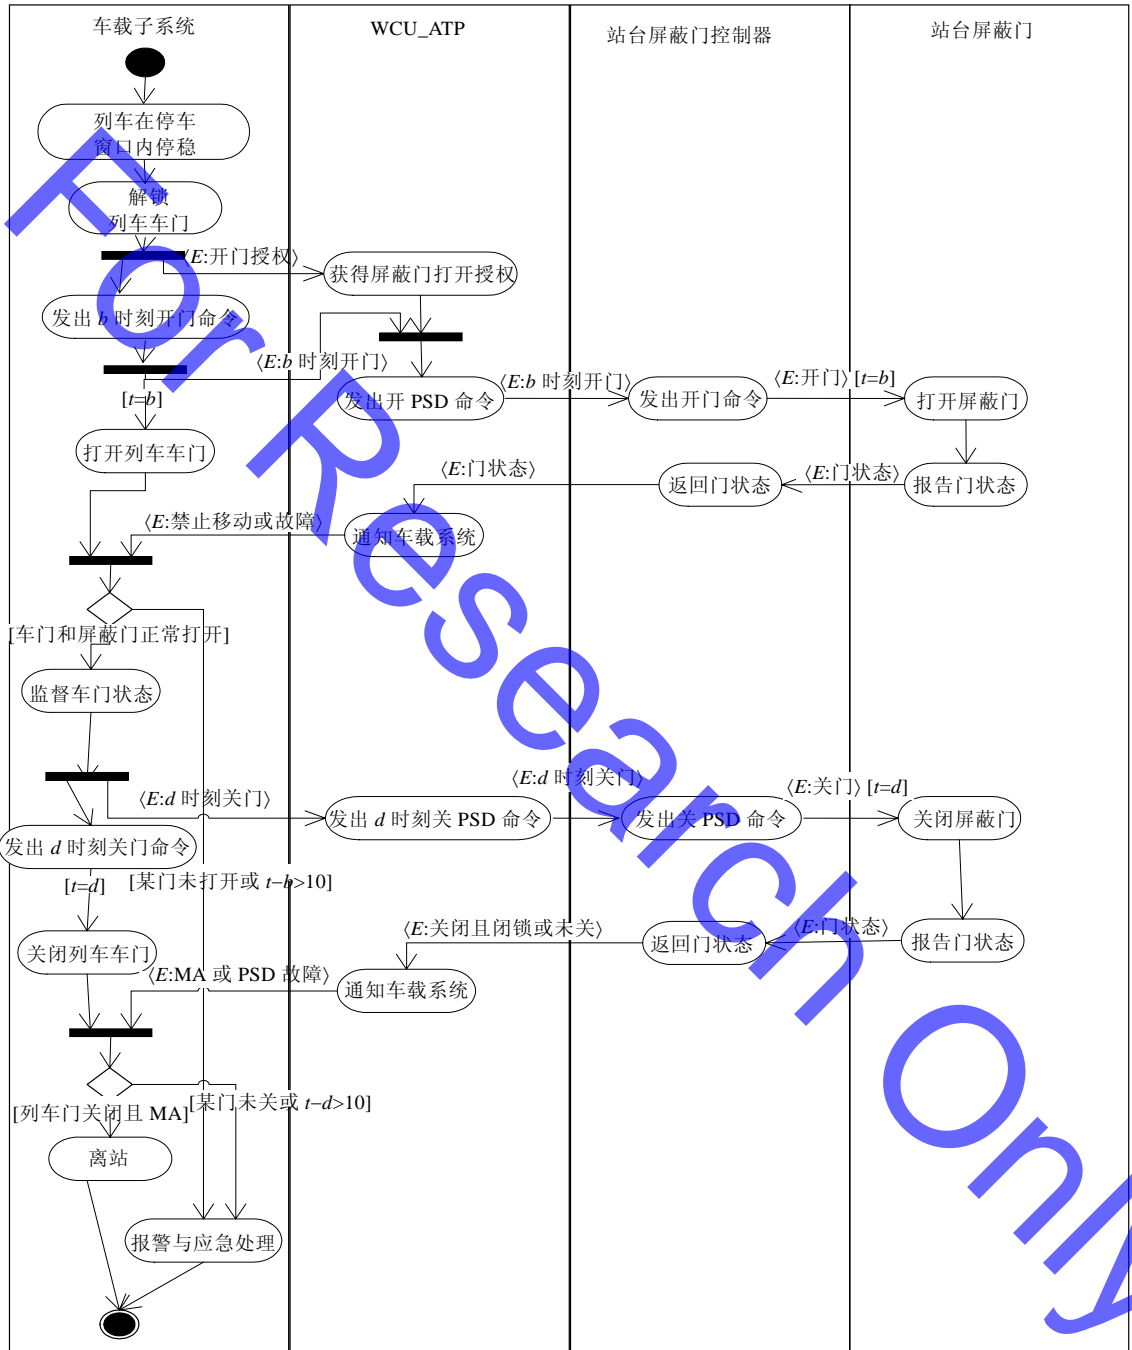 车载子系统
WCU_ATP
站台屏蔽门控制器
站台屏蔽门
列车在停车
窗口内停稳
解锁
列车车门
⟨E:开门授权⟩
获得屏蔽门打开授权
发出 b 时刻开门命令
⟨E:b 时刻开门⟩
[t=b]
发出开 PSD 命令
⟨E:b 时刻开门⟩
发出开门命令
⟨E:开门⟩ [t=b]
打开屏蔽门
打开列车车门
⟨E:门状态⟩
返回门状态
⟨E:门状态⟩
报告门状态
⟨E:禁止移动或故障⟩
通知车载系统
[车门和屏蔽门正常打开]
监督车门状态
⟨E:d 时刻关门⟩
发出 d 时刻关 PSD 命令
⟨E:d 时刻关门⟩
发出关 PSD 命令
⟨E:关门⟩ [t=d]
关闭屏蔽门
发出 d 时刻关门命令
[t=d]
[某门未打开或 t−b>10]
关闭列车车门
⟨E:关闭且闭锁或未关⟩
返回门状态
⟨E:门状态⟩
报告门状态
⟨E:MA 或 PSD 故障⟩
通知车载系统
[列车门关闭且 MA]
[某门未关或 t−d>10]
离站
报警与应急处理
For Research Only